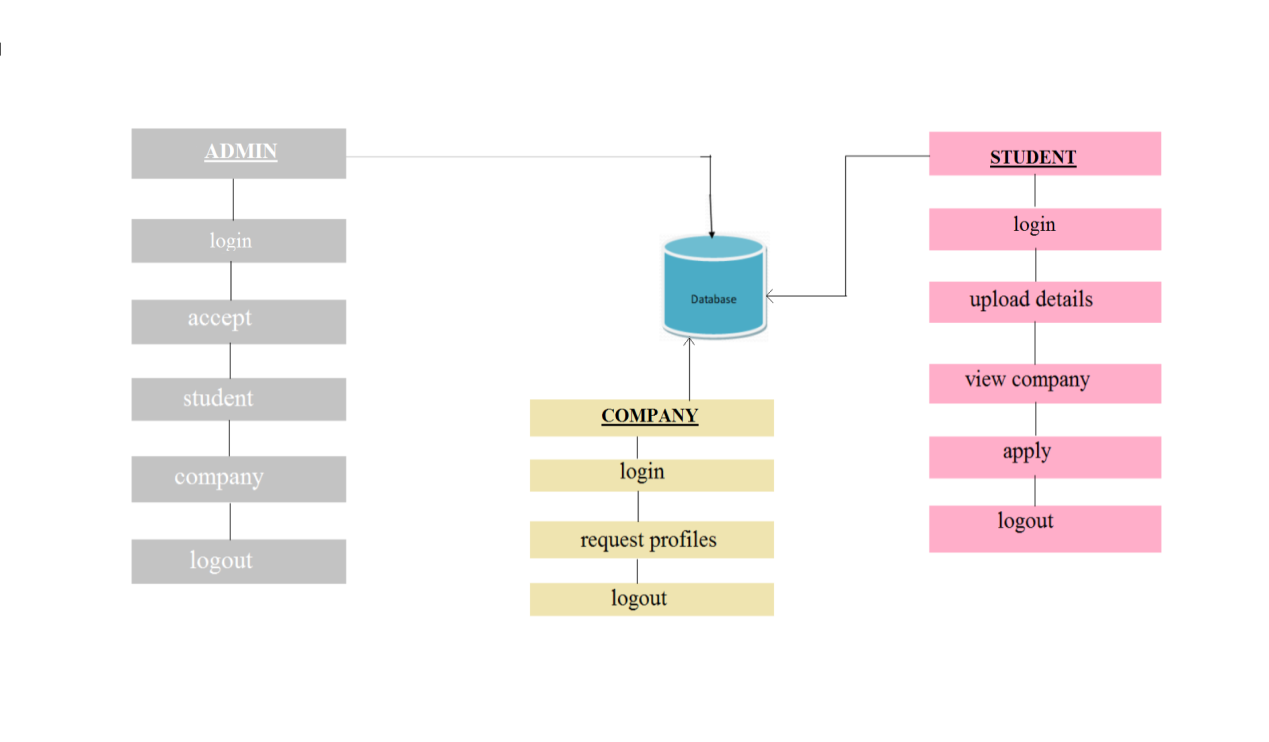 ADMIN
login
accept
student
company
logout
Database
COMPANY
login
request profiles
logout
STUDENT
login
upload details
view company
apply
logout